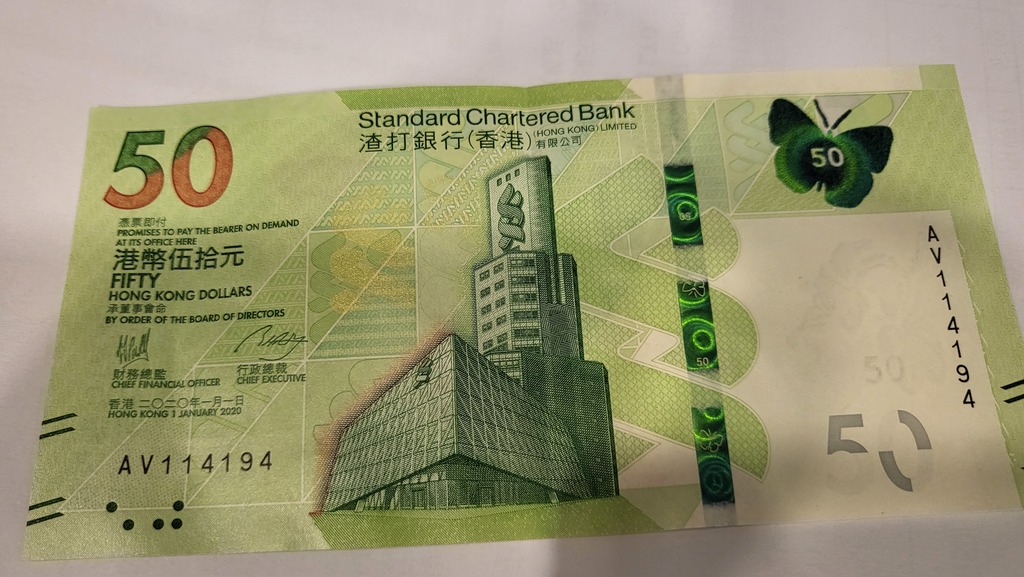 50
Standard Chartered Bank
渣打銀行(香港) (HONG KONG) LIMITED 有限公司
憑票即付
PROMISES TO PAY THE BEARER ON DEMAND
AT ITS OFFICE HERE
港幣伍拾元
FIFTY
HONG KONG DOLLARS
承董事會命
BY ORDER OF THE BOARD OF DIRECTORS
財務總監 行政總裁
CHIEF FINANCIAL OFFICER CHIEF EXECUTIVE
香港 二〇二〇年一月一日
HONG KONG 1 JANUARY 2020
AV114194
50
50
AV114194
50
50